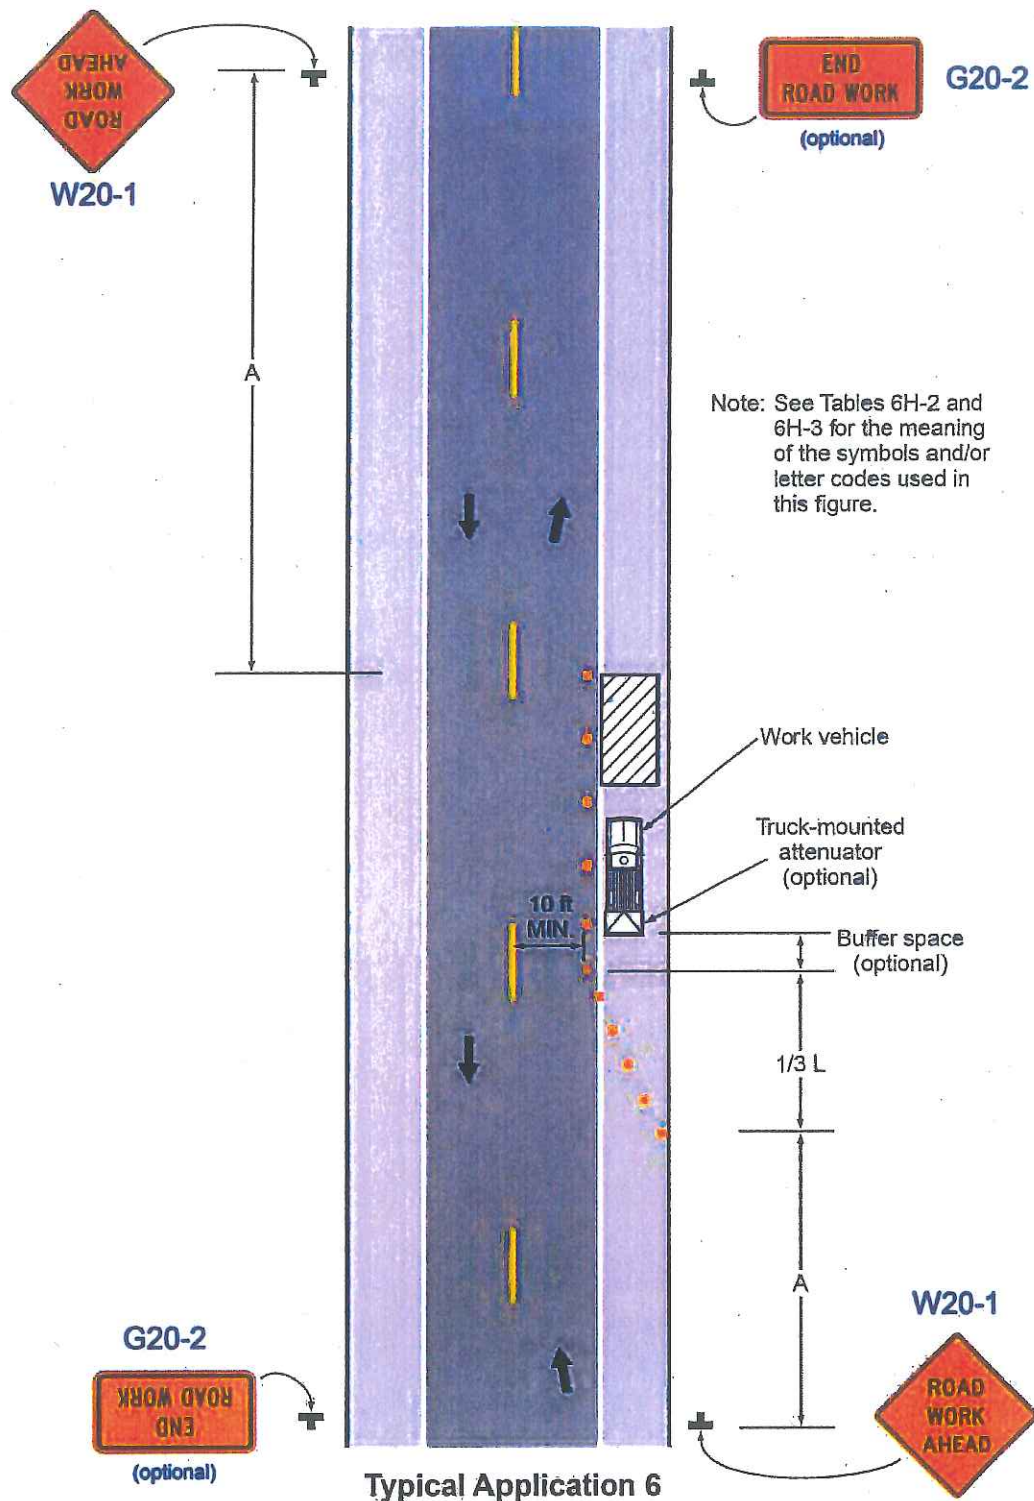 ROAD
WORK
AHEAD
W20-1
END
ROAD WORK
(optional)
G20-2
A
Note: See Tables 6H-2 and
6H-3 for the meaning
of the symbols and/or
letter codes used in
this figure.
Work vehicle
Truck-mounted
attenuator
(optional)
10 ft
MIN.
Buffer space
(optional)
1/3 L
A
G20-2
END
ROAD WORK
(optional)
W20-1
ROAD
WORK
AHEAD
Typical Application 6